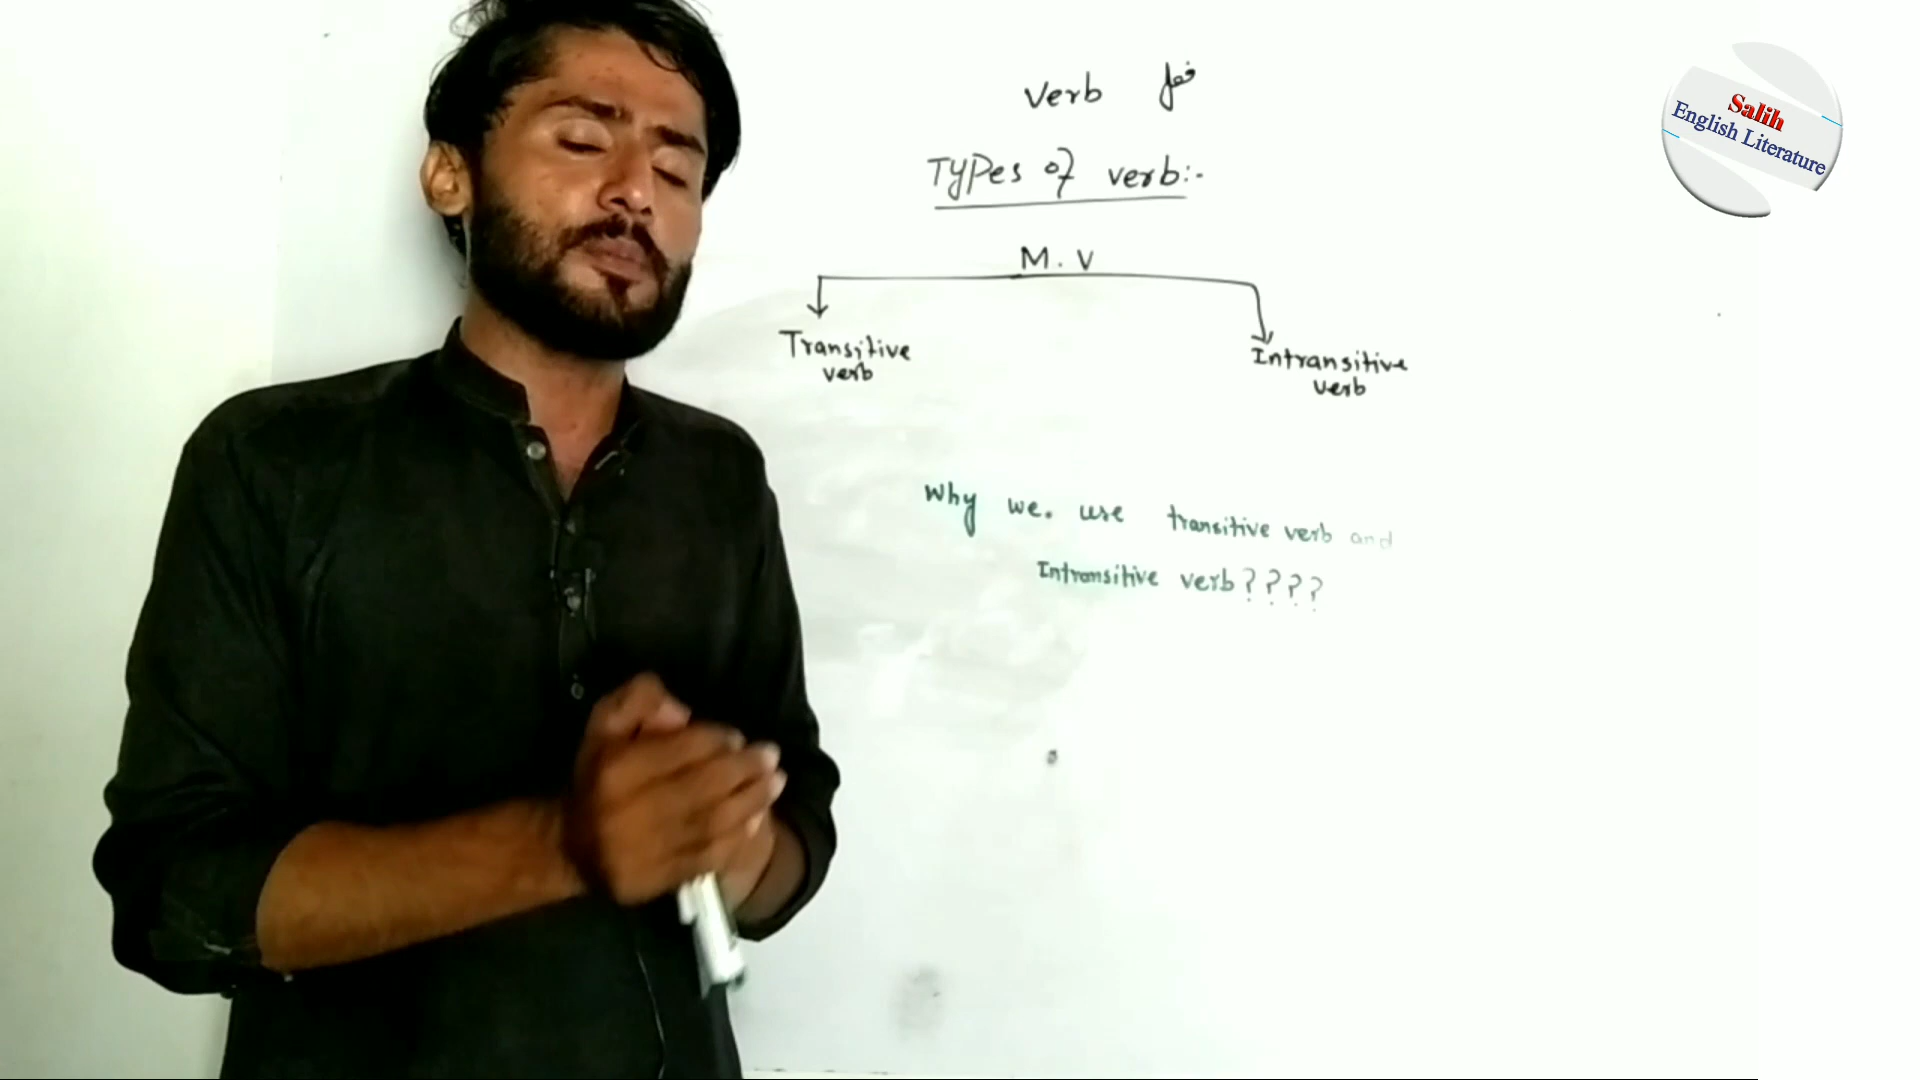 verb فعل
Types of verb:-
M.V
Transitive
verb
Intransitive
verb
Why we. use transitive verb and
Intransitive verb????
Salih
English Literature